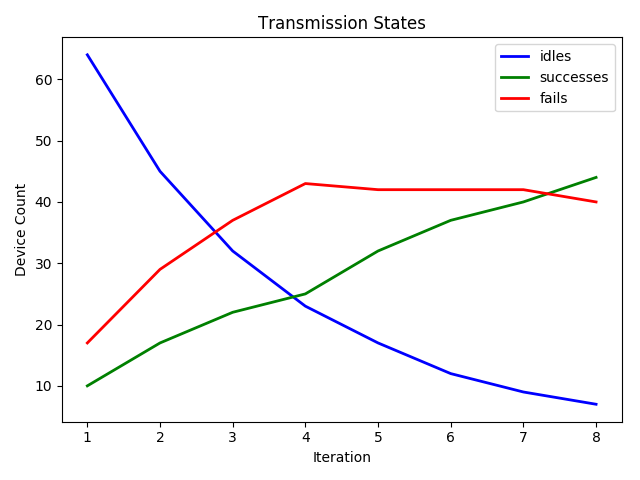 Transmission States
idles
successes
fails
Device Count
60
50
40
30
20
10
1 2 3 4 5 6 7 8
Iteration